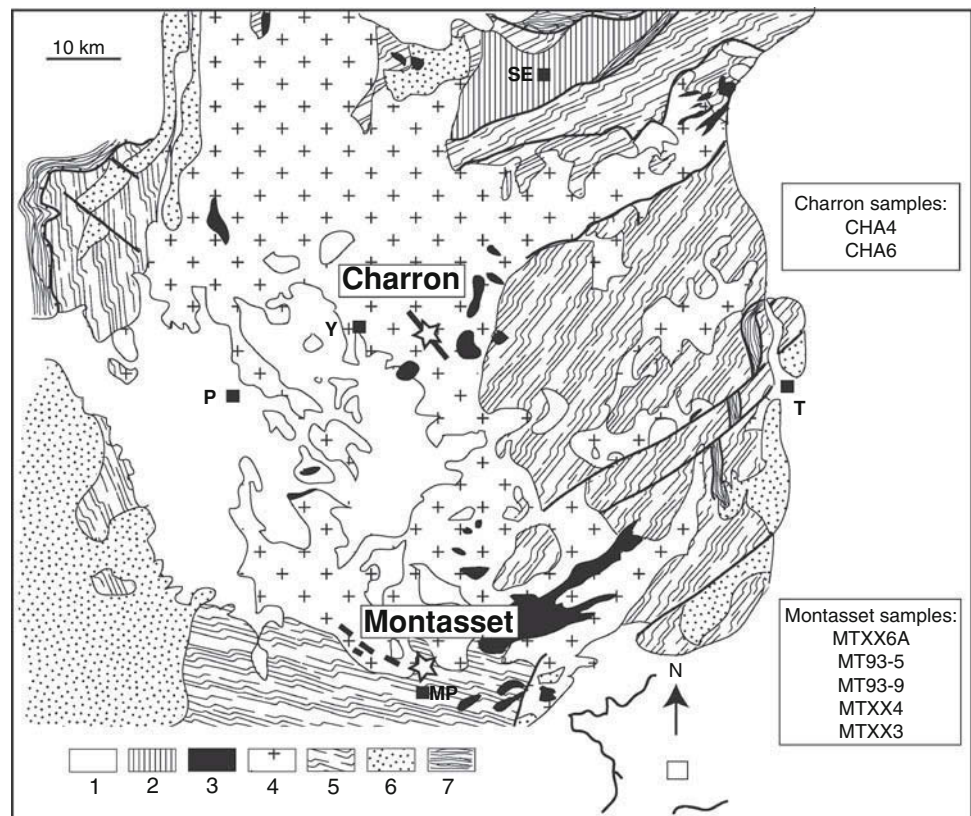 10 km
SE
Charron samples:
CHA4
CHA6
Charron
Y
P
T
Montasset
MP
Montasset samples:
MTXX6A
MT93-5
MT93-9
MTXX4
MTXX3
N
1 2 3 4 5 6 7